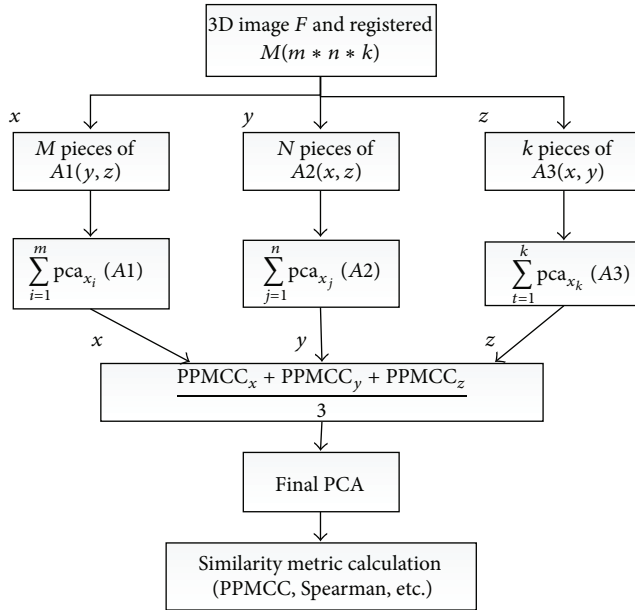 3D image F and registered
M(m * n * k)
x
y
z
M pieces of
A1(y, z)
N pieces of
A2(x, z)
k pieces of
A3(x, y)
m
∑ pca_{x_i} (A1)
i=1
n
∑ pca_{x_j} (A2)
j=1
k
∑ pca_{x_k} (A3)
t=1
x
y
z
PPMCC_x + PPMCC_y + PPMCC_z
3
Final PCA
Similarity metric calculation
(PPMCC, Spearman, etc.)